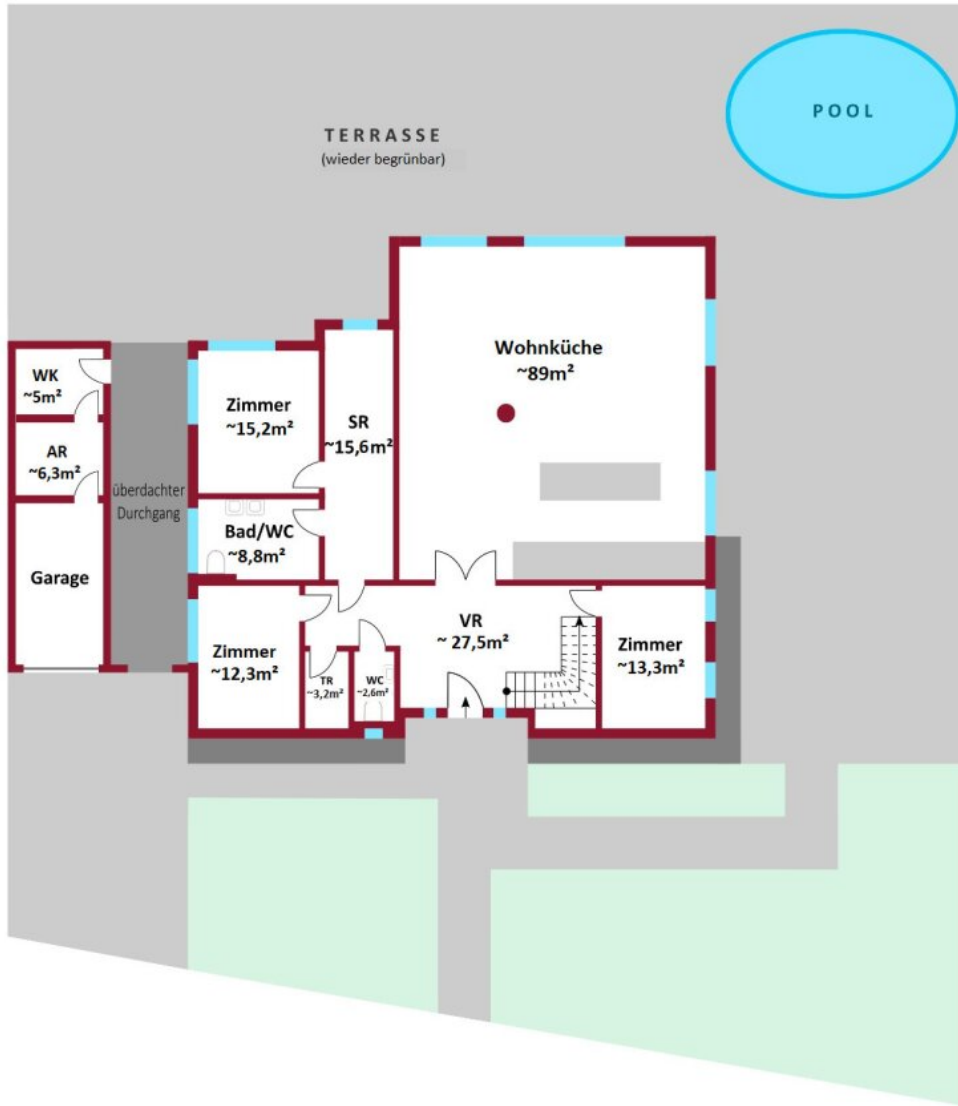 POOL
TERRASSE
(wieder begrünbar)
Wohnküche
~89m²
WK
~5m²
Zimmer
~15,2m²
SR
~15,6m²
AR
~6,3m²
überdachter
Durchgang
Bad/WC
~8,8m²
Garage
VR
~ 27,5m²
Zimmer
~12,3m²
TR
~3,2m²
WC
~2,6m²
Zimmer
~13,3m²